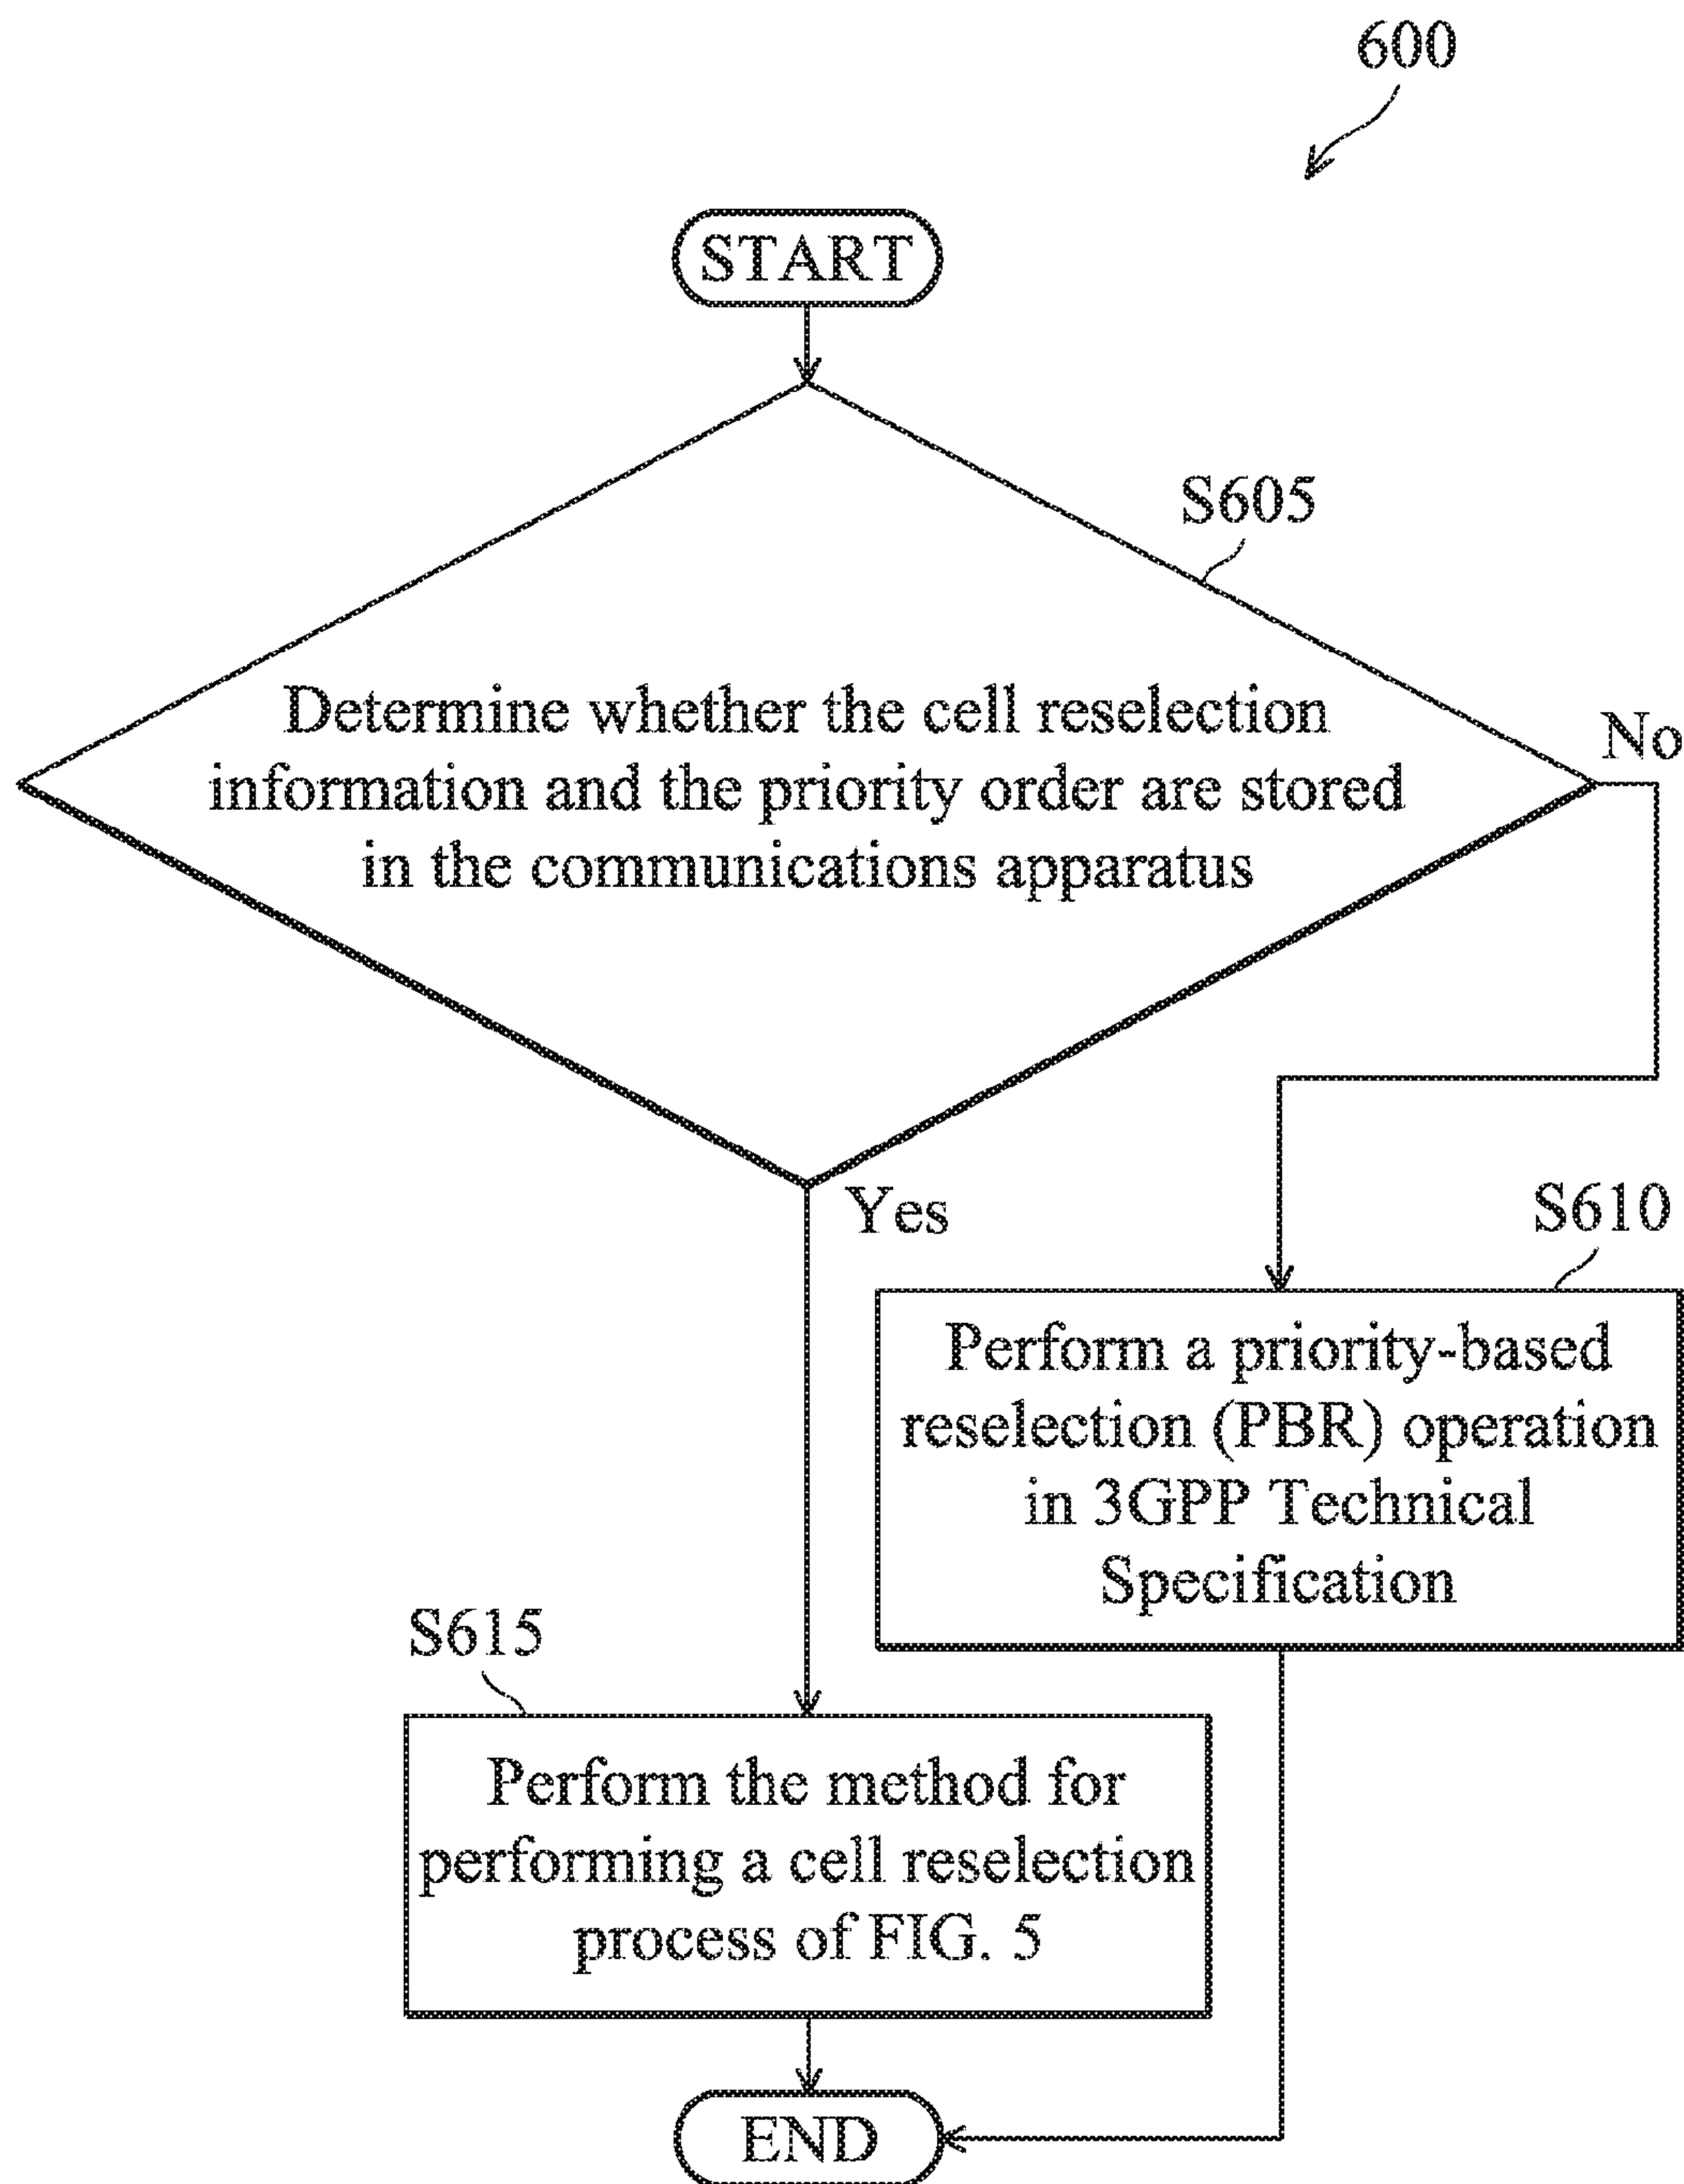 600
START
S605
Determine whether the cell reselection
information and the priority order are stored
in the communications apparatus
No
Yes
S610
Perform a priority-based
reselection (PBR) operation
in 3GPP Technical
Specification
S615
Perform the method for
performing a cell reselection
process of FIG. 5
END